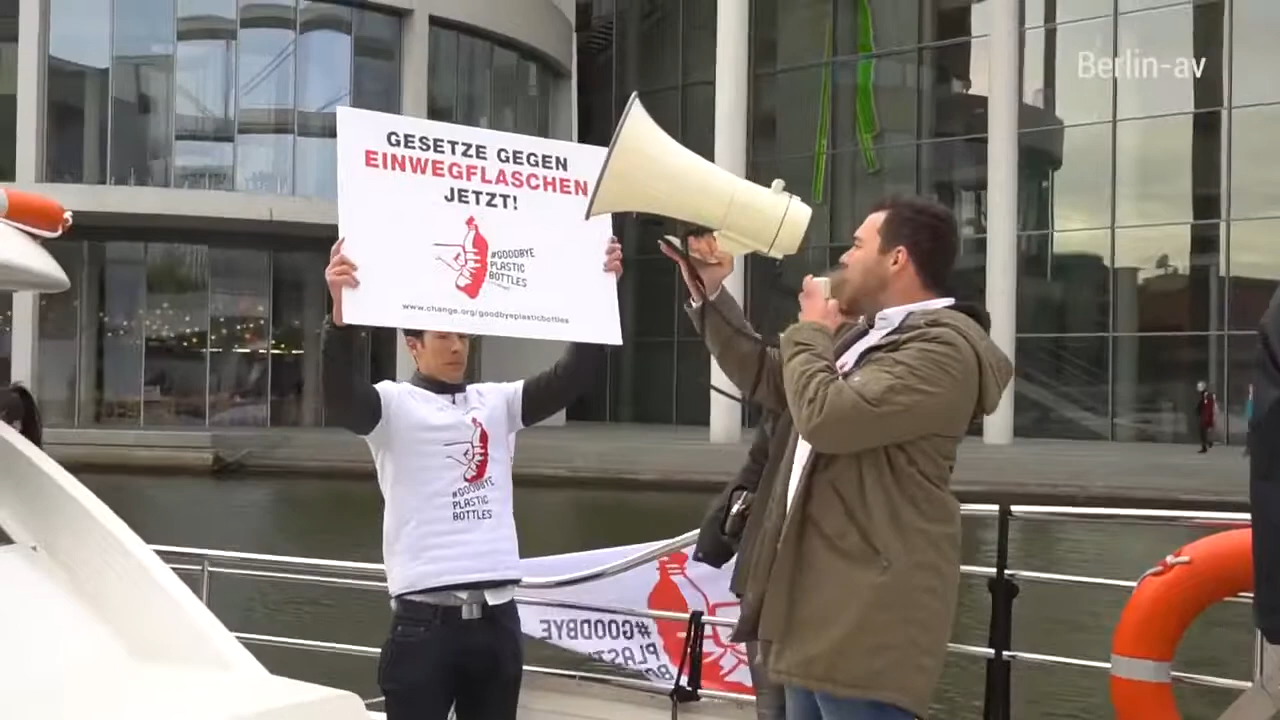 Berlin-av
GESETZE GEGEN
EINWEGFLASCHEN
JETZT!
#GOODBYE
PLASTIC
BOTTLES
www.change.org/goodbyeplasticbottles
#GOODBYE
PLASTIC
BOTTLES
#GOODBYE